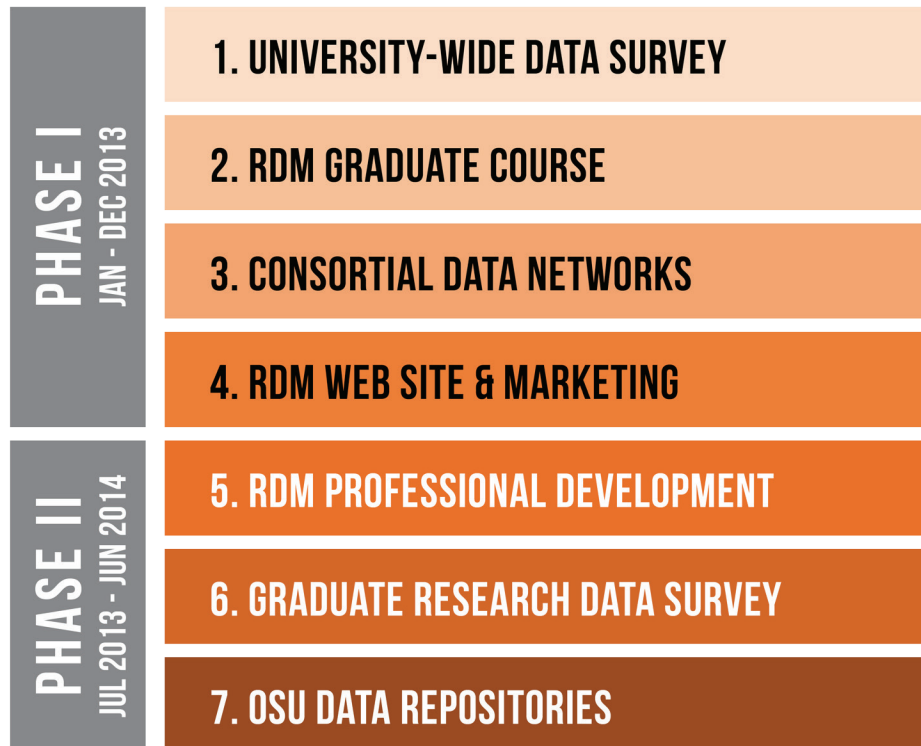 PHASE I
JAN - DEC 2013
1. UNIVERSITY-WIDE DATA SURVEY
2. RDM GRADUATE COURSE
3. CONSORTIAL DATA NETWORKS
4. RDM WEB SITE & MARKETING
PHASE II
JUL 2013 - JUN 2014
5. RDM PROFESSIONAL DEVELOPMENT
6. GRADUATE RESEARCH DATA SURVEY
7. OSU DATA REPOSITORIES